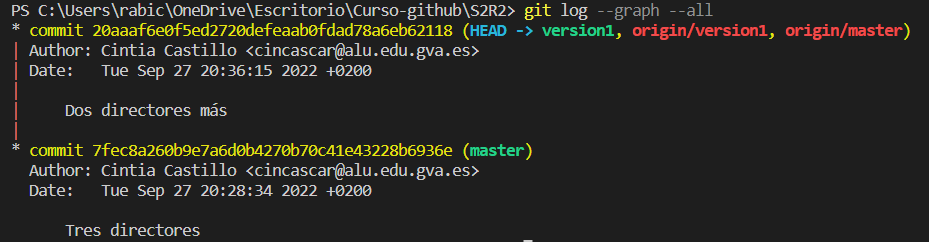 PS C:\Users\rabic\OneDrive\Escritorio\Curso-github\S2R2> git log --graph --all
* commit 20aaaf6e0f5ed2720defeaab0fdad78a6eb62118 (HEAD -> version1, origin/version1, origin/master)
| Author: Cintia Castillo <cincascar@alu.edu.gva.es>
| Date:   Tue Sep 27 20:36:15 2022 +0200
|
|     Dos directores más
|
* commit 7fec8a260b9e7a6d0b4270b70c41e43228b6936e (master)
  Author: Cintia Castillo <cincascar@alu.edu.gva.es>
  Date:   Tue Sep 27 20:28:34 2022 +0200

      Tres directores